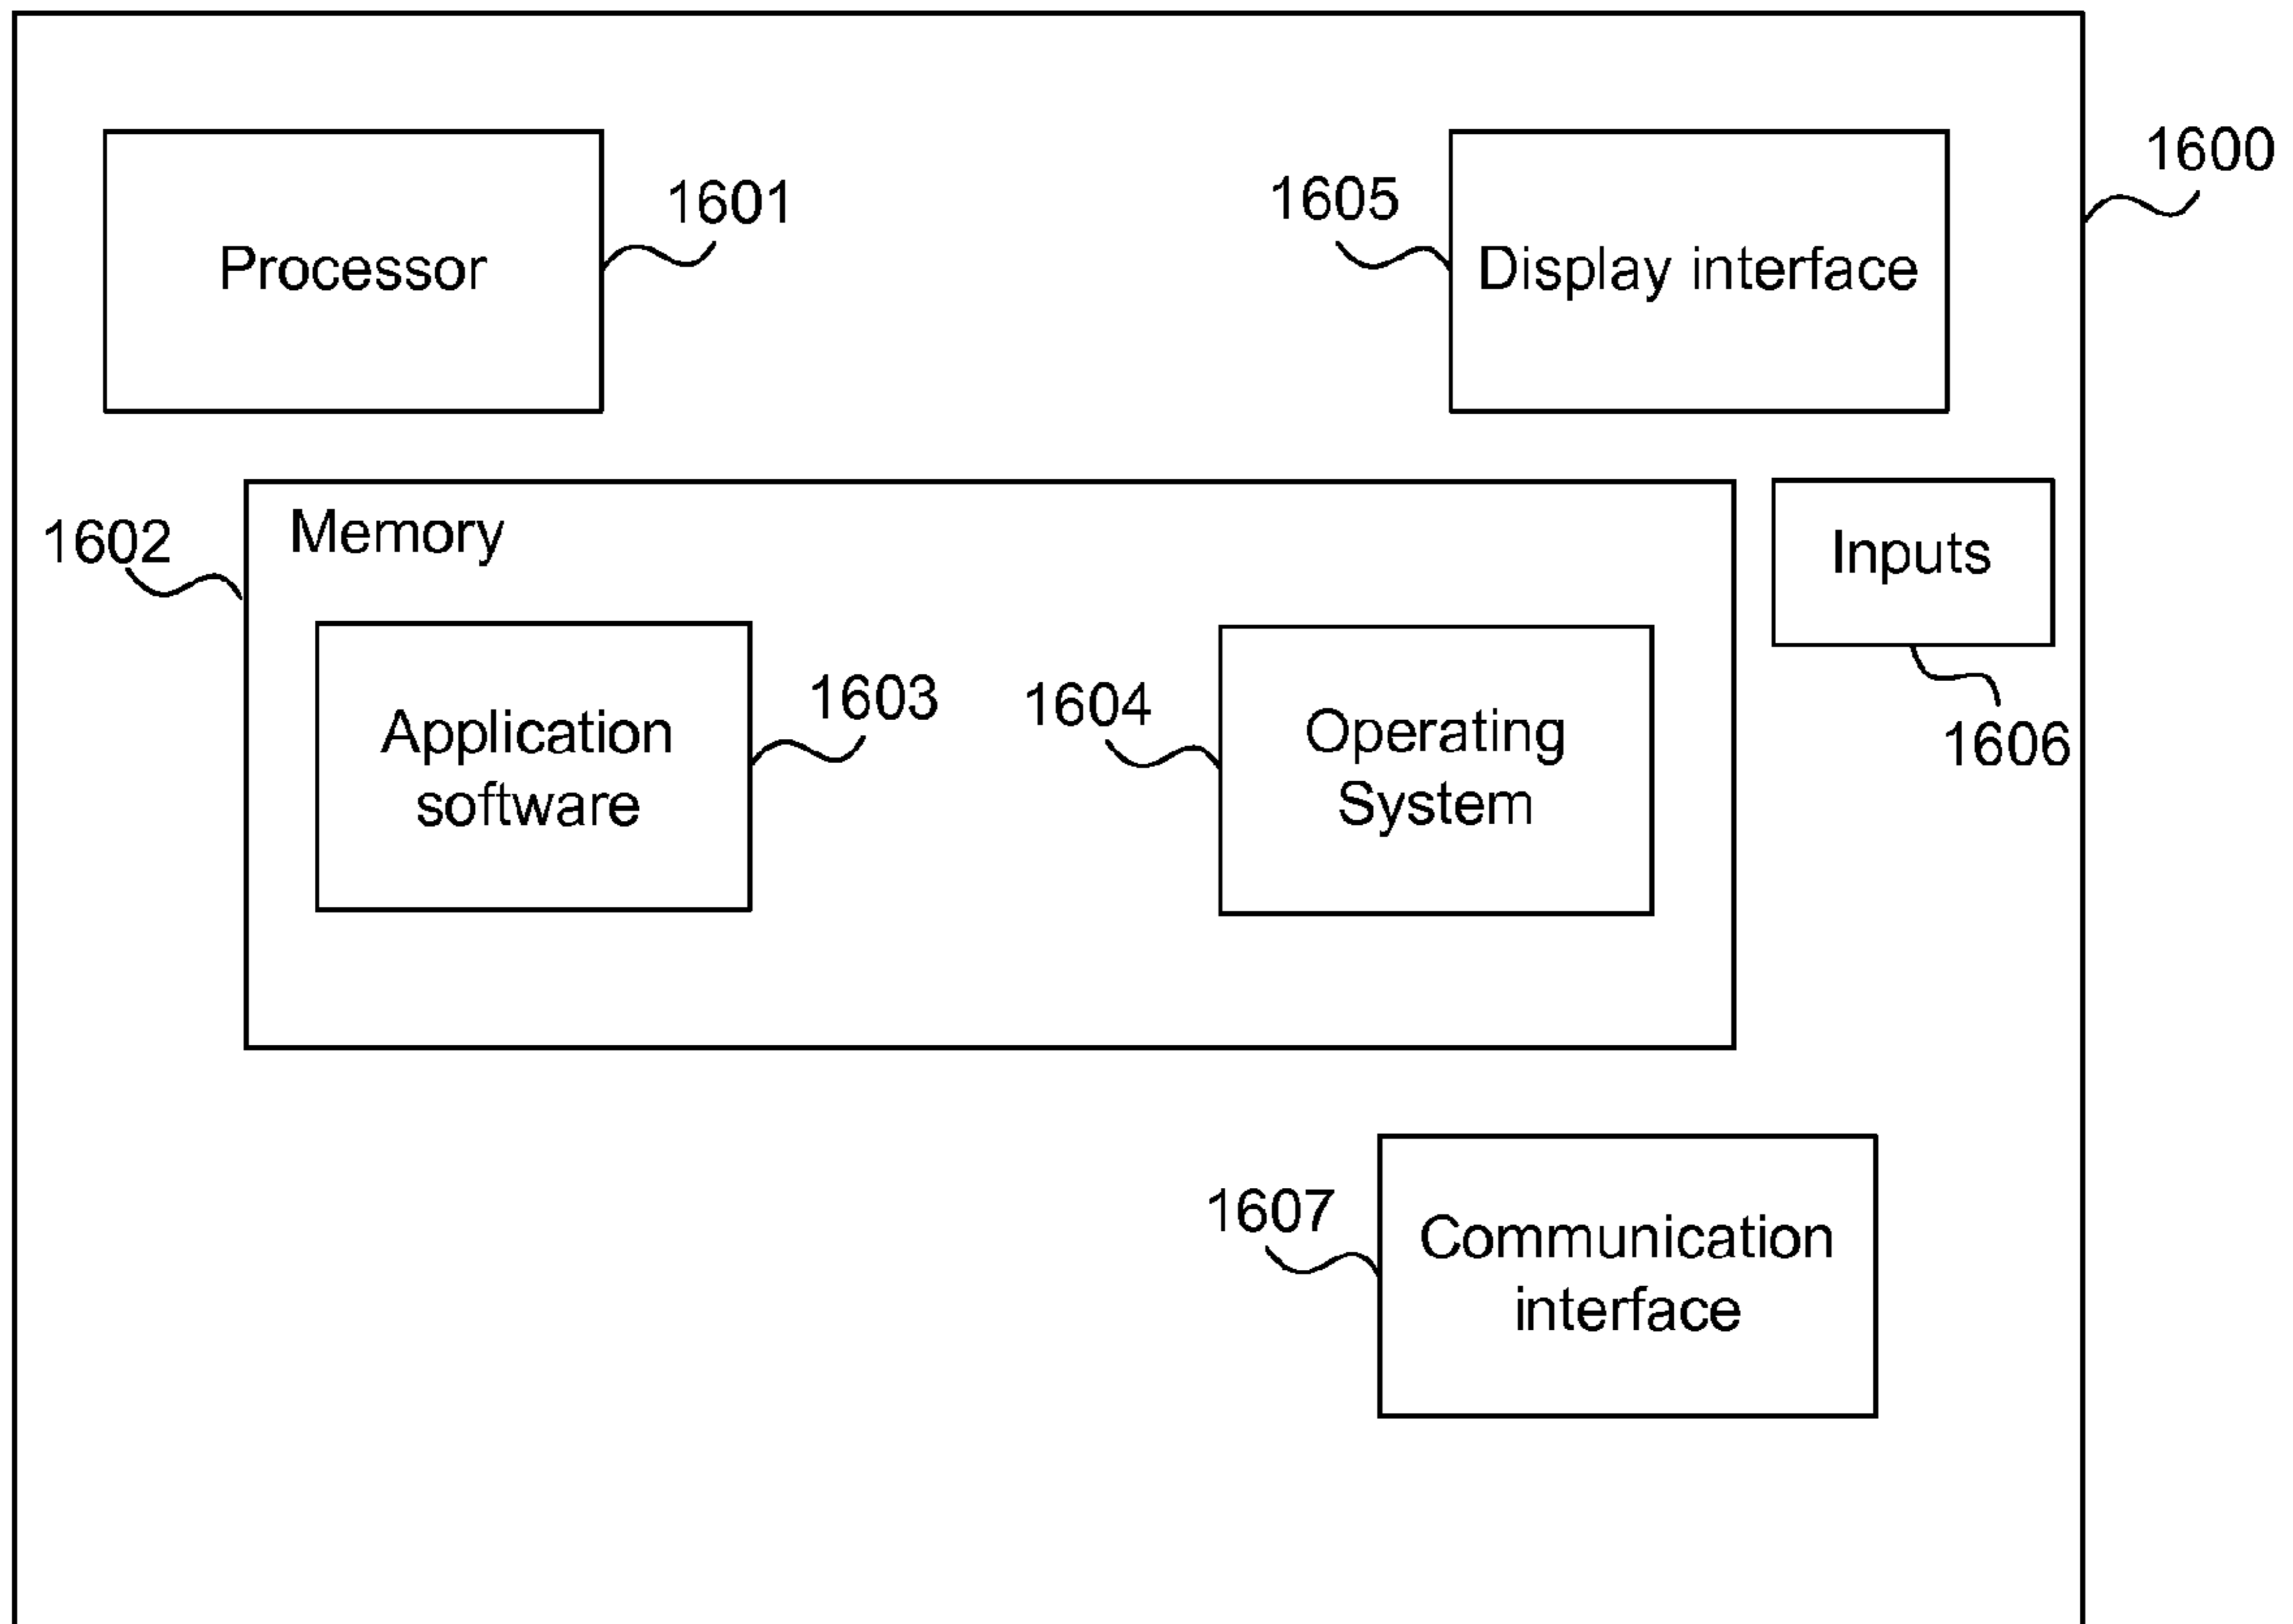 1600
1601
1605
Processor
Display interface
1602
Memory
Inputs
1603
1604
1606
Application
software
Operating
System
1607
Communication
interface